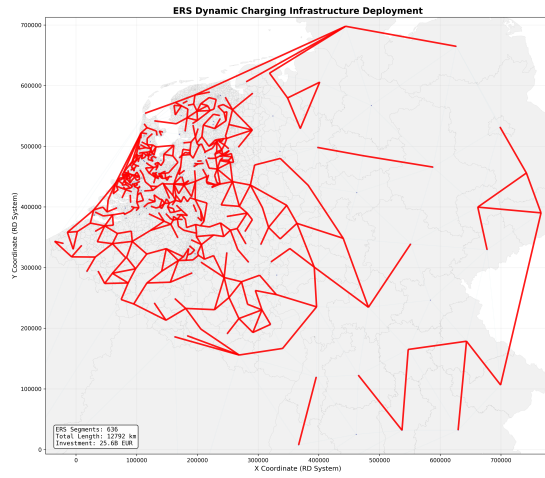 ERS Dynamic Charging Infrastructure Deployment
700000
600000
500000
400000
300000
200000
100000
0
Y Coordinate (RD System)
0
100000
200000
300000
400000
500000
600000
700000
X Coordinate (RD System)
ERS Segments: 636
Total Length: 12792 km
Investment: 25.6B EUR